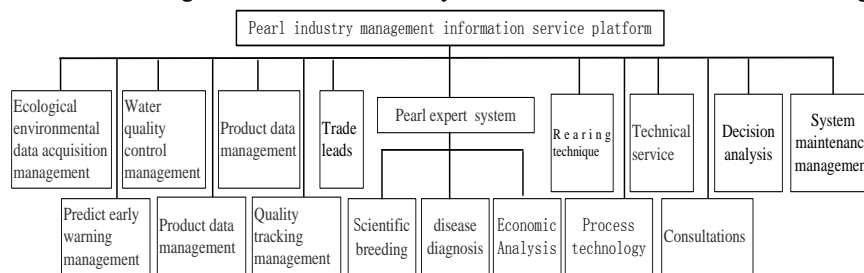 Pearl industry management information service platform
Ecological
environmental
data acquisition
management
Water
quality
control
management
Product data
management
Trade
leads
Pearl expert system
Rearing
technique
Technical
service
Decision
analysis
System
maintenance
management
Predict early
warning
management
Product data
management
Quality
tracking
management
Scientific
breeding
disease
diagnosis
Economic
Analysis
Process
technology
Consultations